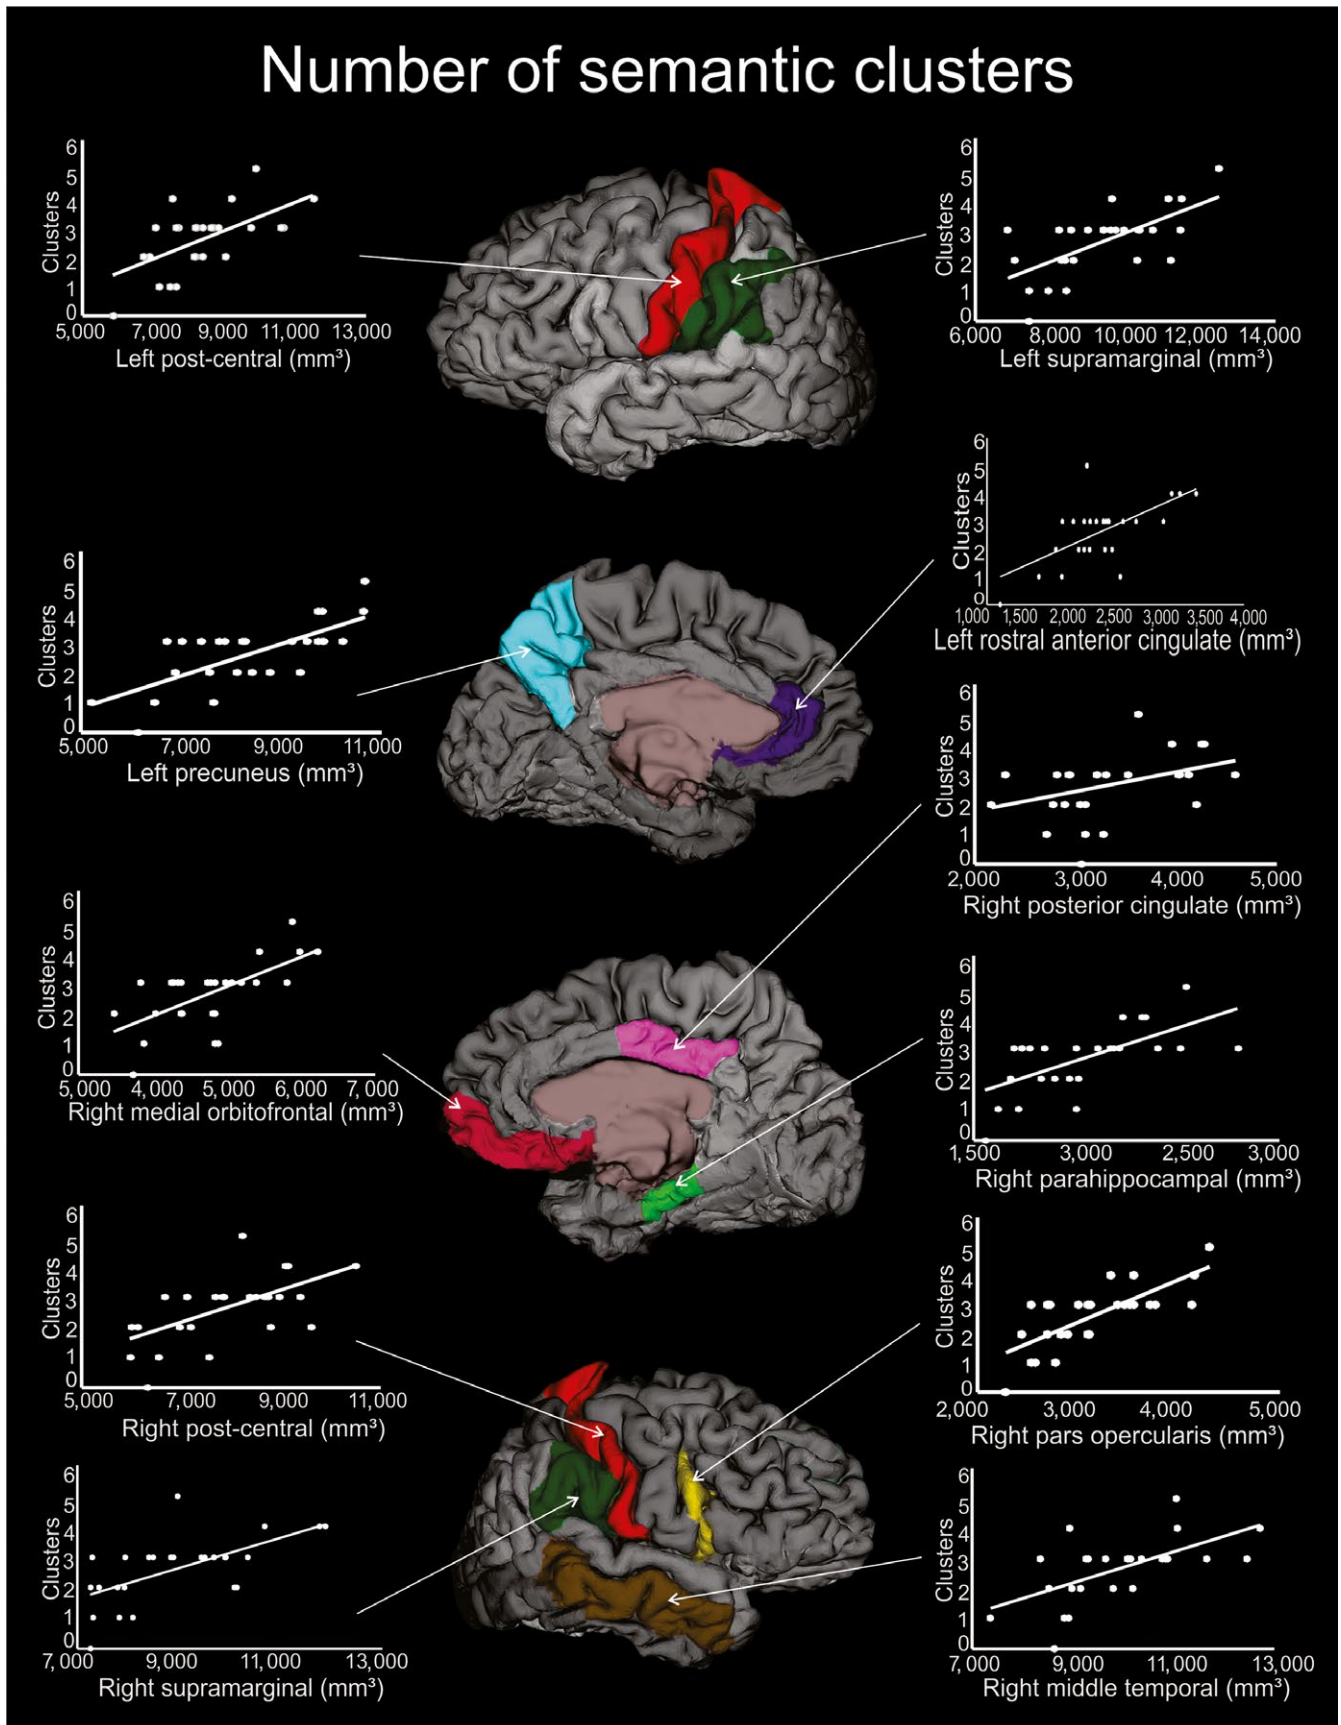 Number of semantic clusters
Clusters
6
5
4
3
2
1
0
5,000 7,000 9,000 11,000 13,000
Left post-central (mm³)
Clusters
6
5
4
3
2
1
0
6,000 8,000 10,000 12,000 14,000
Left supramarginal (mm³)
Clusters
6
5
4
3
2
1
0
1,000 1,500 2,000 2,500 3,000 3,500 4,000
Left rostral anterior cingulate (mm³)
Clusters
6
5
4
3
2
1
0
5,000 7,000 9,000 11,000
Left precuneus (mm³)
Clusters
6
5
4
3
2
1
0
2,000 3,000 4,000 5,000
Right posterior cingulate (mm³)
Clusters
6
5
4
3
2
1
0
5,000 4,000 5,000 6,000 7,000
Right medial orbitofrontal (mm³)
Clusters
6
5
4
3
2
1
0
1,500 3,000 2,500 3,000
Right parahippocampal (mm³)
Clusters
6
5
4
3
2
1
0
5,000 7,000 9,000 11,000
Right post-central (mm³)
Clusters
6
5
4
3
2
1
0
2,000 3,000 4,000 5,000
Right pars opercularis (mm³)
Clusters
6
5
4
3
2
1
0
7,000 9,000 11,000 13,000
Right supramarginal (mm³)
Clusters
6
5
4
3
2
1
0
7,000 9,000 11,000 13,000
Right middle temporal (mm³)